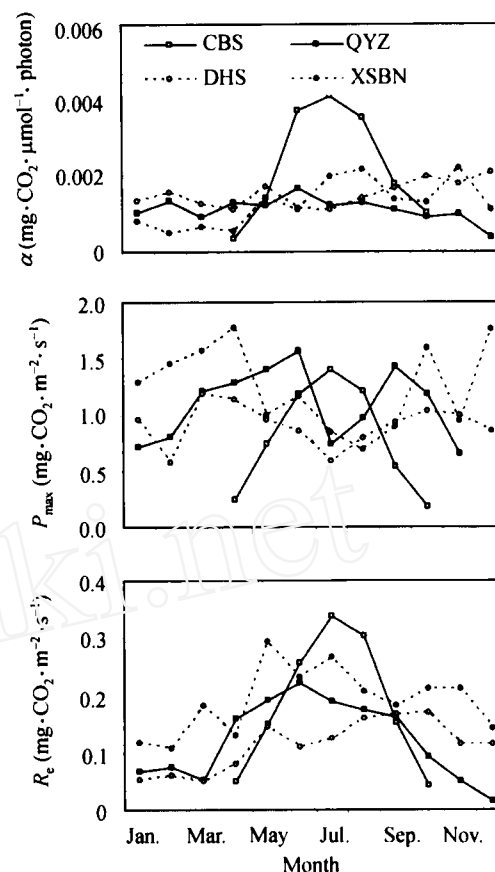 0.006
CBS QYZ
DHS XSBN
0.004
0.002
0
α (mg·CO₂·μmol⁻¹·photon)
2.0
1.5
1.0
0.5
0.0
Pmax (mg·CO₂·m⁻²·s⁻¹)
0.4
0.3
0.2
0.1
0
Re (mg·CO₂·m⁻²·s⁻¹)
Jan. Mar. May Jul. Sep. Nov.
Month
ki.net